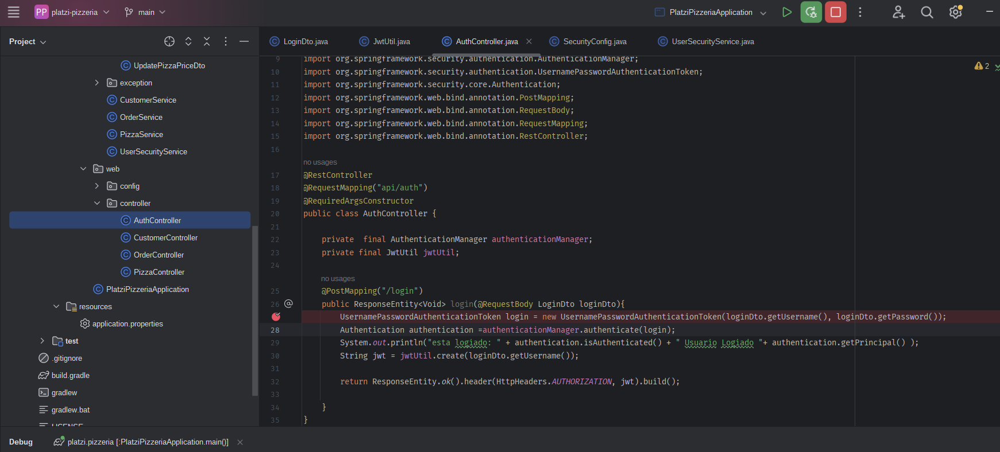 PP platzi-pizzeria main PlatziPizzeriaApplication
Project
LoginDto.java JwtUtil.java AuthController.java SecurityConfig.java UserSecurityService.java
UpdatePizzaPriceDto
exception
CustomerService
OrderService
PizzaService
UserSecurityService
web
config
controller
AuthController
CustomerController
OrderController
PizzaController
PlatziPizzeriaApplication
resources
application.properties
test
.gitignore
build.gradle
gradlew
gradlew.bat
LICENSE
2
9 import org.springframework.security.authentication.AuthenticationManager;
10 import org.springframework.security.authentication.UsernamePasswordAuthenticationToken;
11 import org.springframework.security.core.Authentication;
12 import org.springframework.web.bind.annotation.PostMapping;
13 import org.springframework.web.bind.annotation.RequestBody;
14 import org.springframework.web.bind.annotation.RequestMapping;
15 import org.springframework.web.bind.annotation.RestController;
16
no usages
17 @RestController
18 @RequestMapping("api/auth")
19 @RequiredArgsConstructor
20 public class AuthController {
21
22 private  final AuthenticationManager authenticationManager;
23 private final JwtUtil jwtUtil;
24
no usages
25 @PostMapping("/login")
26 @ public ResponseEntity<Void> login(@RequestBody LoginDto loginDto){
UsernamePasswordAuthenticationToken login = new UsernamePasswordAuthenticationToken(loginDto.getUsername(), loginDto.getPassword());
28 Authentication authentication =authenticationManager.authenticate(login);
29 System.out.println("esta logiado: " + authentication.isAuthenticated() + " Usuario Logiado "+ authentication.getPrincipal() );
30 String jwt = jwtUtil.create(loginDto.getUsername());
31
32 return ResponseEntity.ok().header(HttpHeaders.AUTHORIZATION, jwt).build();
33
34 }
35 }
Debug platzi.pizzeria [:PlatziPizzeriaApplication.main()]